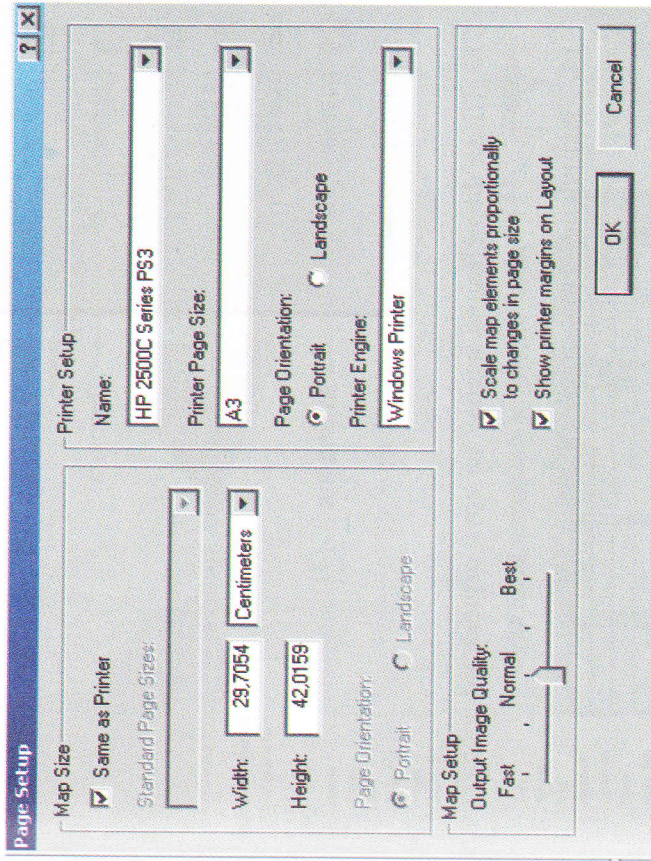 Page Setup
Map Size
Same as Printer
Standard Page Sizes:
Width:
29,7054
Centimeters
Height:
42,0159
Page Orientation:
Portrait
Landscape
Printer Setup
Name:
HP 2500C Series PS3
Printer Page Size:
A3
Page Orientation:
Portrait
Landscape
Printer Engine:
Windows Printer
Map Setup
Output Image Quality:
Fast
Normal
Best
Scale map elements proportionally
to changes in page size
Show printer margins on Layout
OK
Cancel